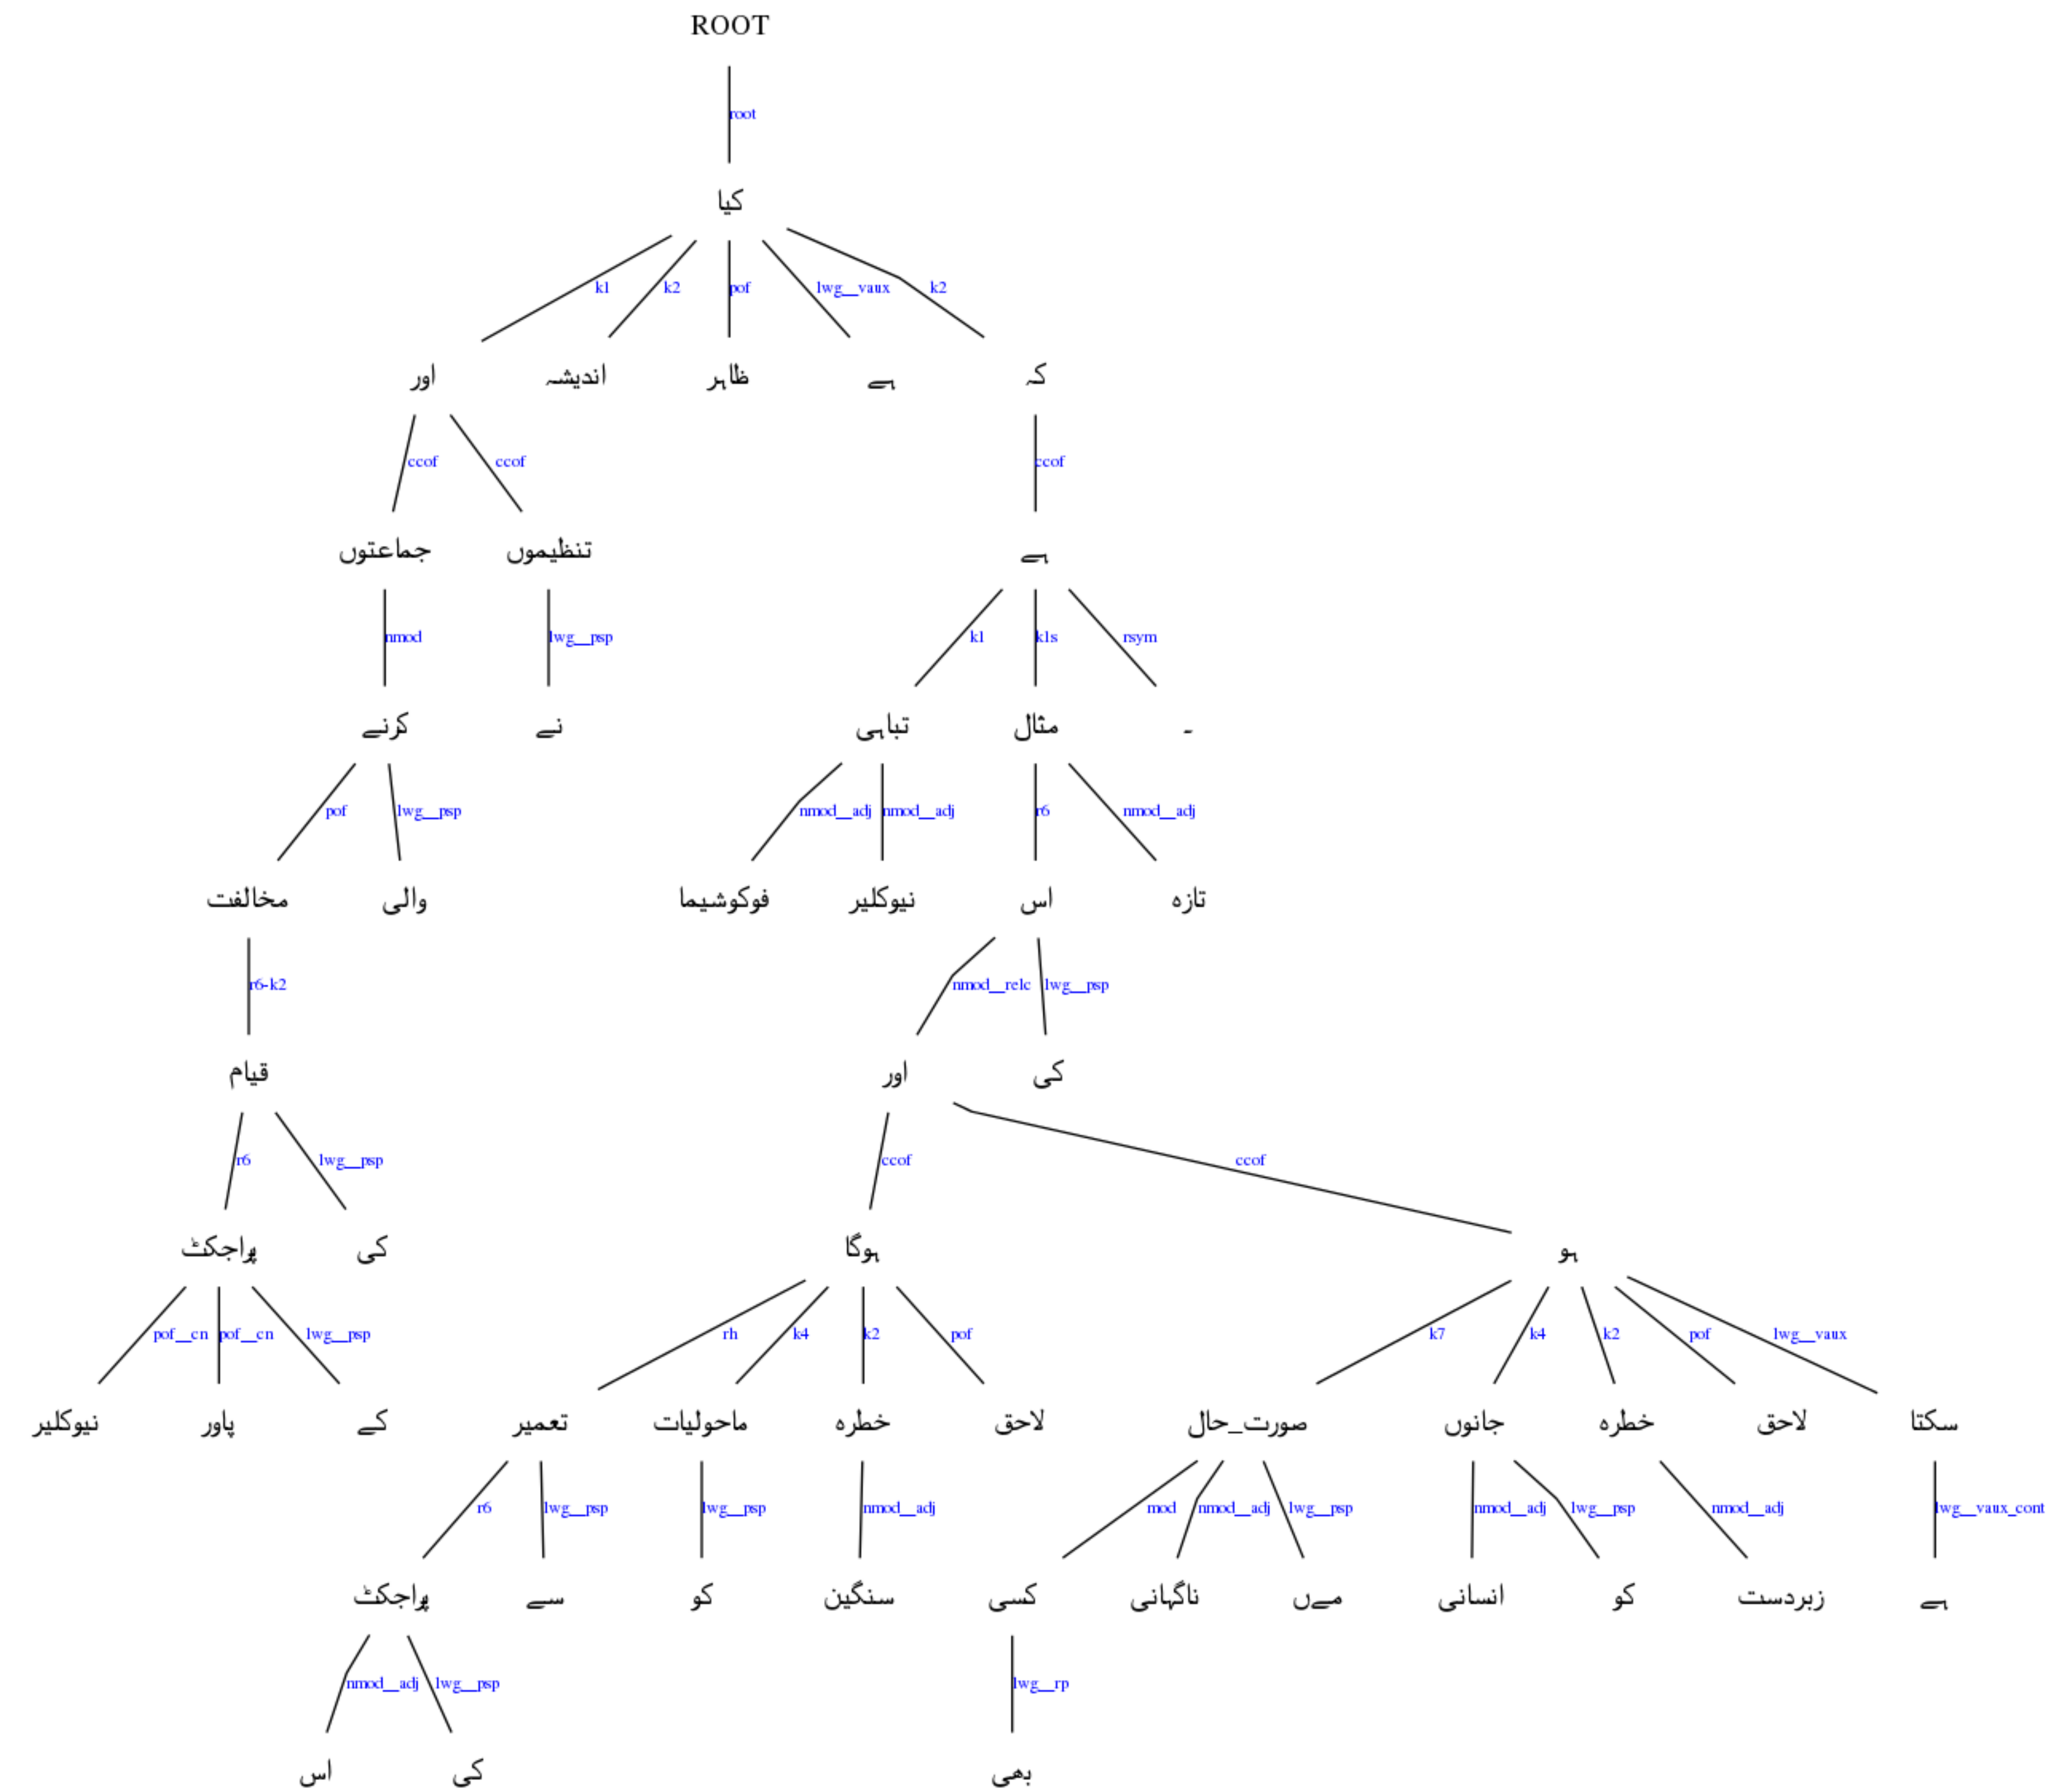 ROOT
root
کیا
k1 k2 pof lwg__vaux k2
اور اندیشہ ظاہر ہے کہ
ccof ccof ccof
جماعتوں تنظیموں ہے
nmod lwg__psp k1 k1s rsym
کرنے نے تباہی مثال ۔
pof lwg__psp nmod__adj nmod__adj r6 nmod__adj
مخالفت والی فوکوشیما نیوکلیر اس تازہ
r6-k2 nmod__relc lwg__psp
قیام اور کی
r6 lwg__psp ccof ccof
پراجکٹ کی ہوگا ہو
pof__cn pof__cn lwg__psp rh k4 k2 pof k7 k4 k2 pof lwg__vaux
نیوکلیر پاور کے تعمیر ماحولیات خطرہ لاحق صورت_حال جانوں خطرہ لاحق سکتا
r6 lwg__psp lwg__psp nmod__adj mod nmod__adj lwg__psp nmod__adj lwg__psp nmod__adj lwg__vaux_cont
پراجکٹ سے کو سنگین کسی ناگہانی مےں انسانی کو زبردست ہے
nmod__adj lwg__psp lwg__rp
اس کی بھی